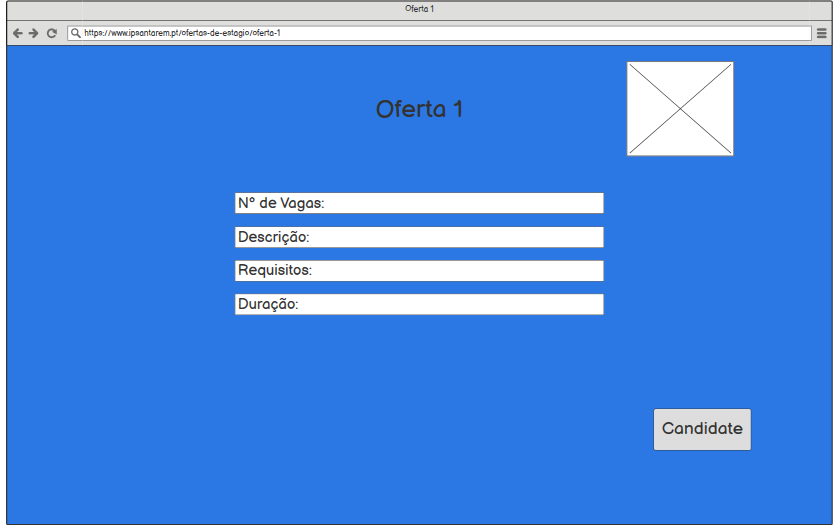 Oferta 1
https://www.ipsantarem.pt/ofertas-de-estagio/oferta-1
Oferta 1
Nº de Vagas:
Descrição:
Requisitos:
Duração:
Candidate